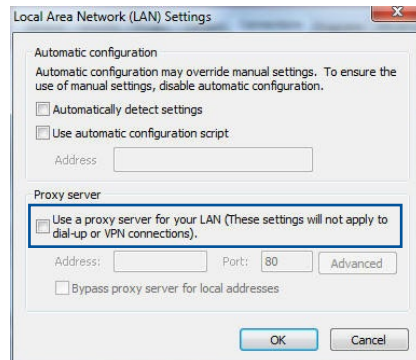 Local Area Network (LAN) Settings
Automatic configuration
Automatic configuration may override manual settings. To ensure the
use of manual settings, disable automatic configuration.
Automatically detect settings
Use automatic configuration script
Address
Proxy server
Use a proxy server for your LAN (These settings will not apply to
dial-up or VPN connections).
Address:
Port: 80
Advanced
Bypass proxy server for local addresses
OK
Cancel